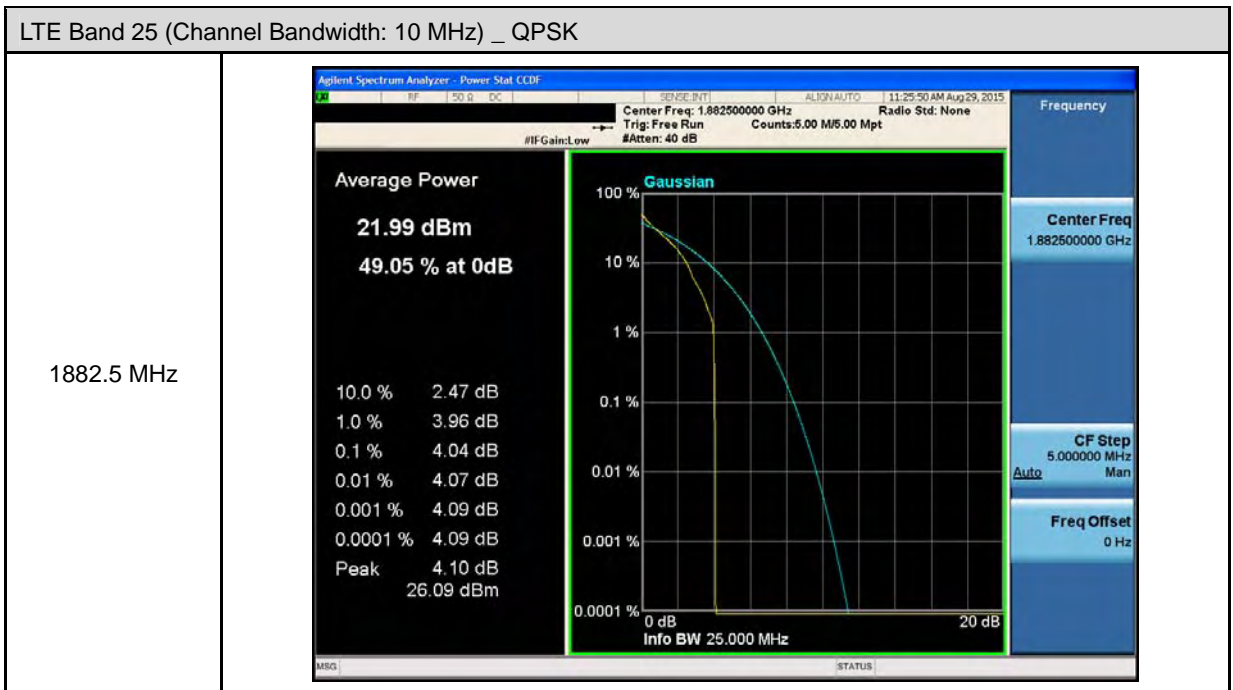 LTE Band 25 (Channel Bandwidth: 10 MHz) _ QPSK
1882.5 MHz
Agilent Spectrum Analyzer - Power Stat CCDF
RF 50 Ω DC SENSE:INT ALIGN AUTO 11:25:50 AM Aug 29, 2015
Center Freq: 1.882500000 GHz Radio Std: None
Trig: Free Run Counts:5.00 M/5.00 Mpt
#IFGain:Low #Atten: 40 dB
Average Power
21.99 dBm
49.05 % at 0dB
10.0 % 2.47 dB
1.0 % 3.96 dB
0.1 % 4.04 dB
0.01 % 4.07 dB
0.001 % 4.09 dB
0.0001 % 4.09 dB
Peak 4.10 dB
26.09 dBm
Gaussian
100 %
10 %
1 %
0.1 %
0.01 %
0.001 %
0.0001 %
0 dB 20 dB
Info BW 25.000 MHz
Frequency
Center Freq
1.882500000 GHz
CF Step
5.000000 MHz
Auto Man
Freq Offset
0 Hz
MSG STATUS